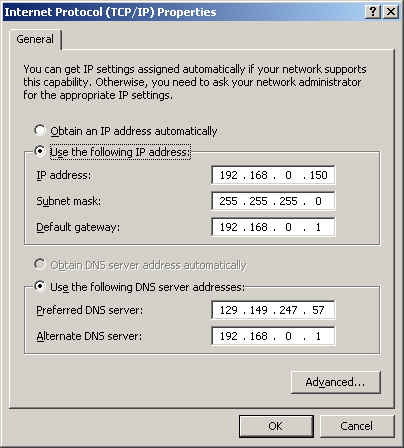 Internet Protocol (TCP/IP) Properties
General
You can get IP settings assigned automatically if your network supports
this capability. Otherwise, you need to ask your network administrator
for the appropriate IP settings.
Obtain an IP address automatically
Use the following IP address:
IP address: 192 . 168 . 0 . 150
Subnet mask: 255 . 255 . 255 . 0
Default gateway: 192 . 168 . 0 . 1
Obtain DNS server address automatically
Use the following DNS server addresses:
Preferred DNS server: 129 . 149 . 247 . 57
Alternate DNS server: 192 . 168 . 0 . 1
Advanced...
OK Cancel